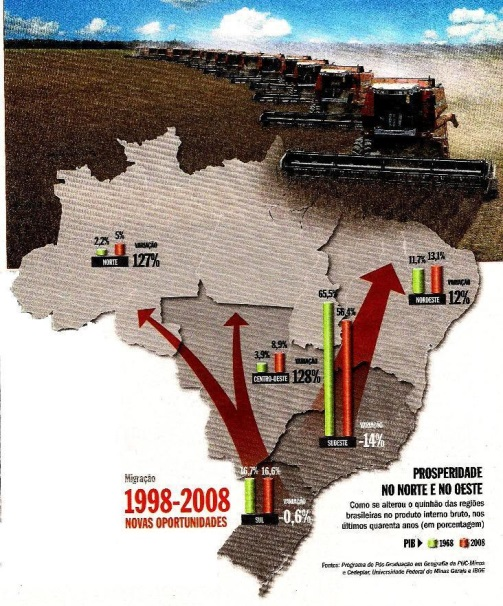 2,2% 5%
VARIAÇÃO
NORTE 127%
11,7% 13,1%
VARIAÇÃO
NORDESTE 12%
65,5%
56,4%
3,9% 8,9%
VARIAÇÃO
CENTRO-OESTE 128%
VARIAÇÃO
SUDESTE -14%
16,7% 16,6%
VARIAÇÃO
SUL -0,6%
Migração
1998-2008
NOVAS OPORTUNIDADES
PROSPERIDADE
NO NORTE E NO OESTE
Como se alterou o quinhão das regiões
brasileiras no produto interno bruto, nos
últimos quarenta anos (em porcentagem)
PIB 1968 2008
Fontes: Programa de Pós-Graduação em Geografia da PUC-Minas
e Cedeplar, Universidade Federal de Minas Gerais e IBGE